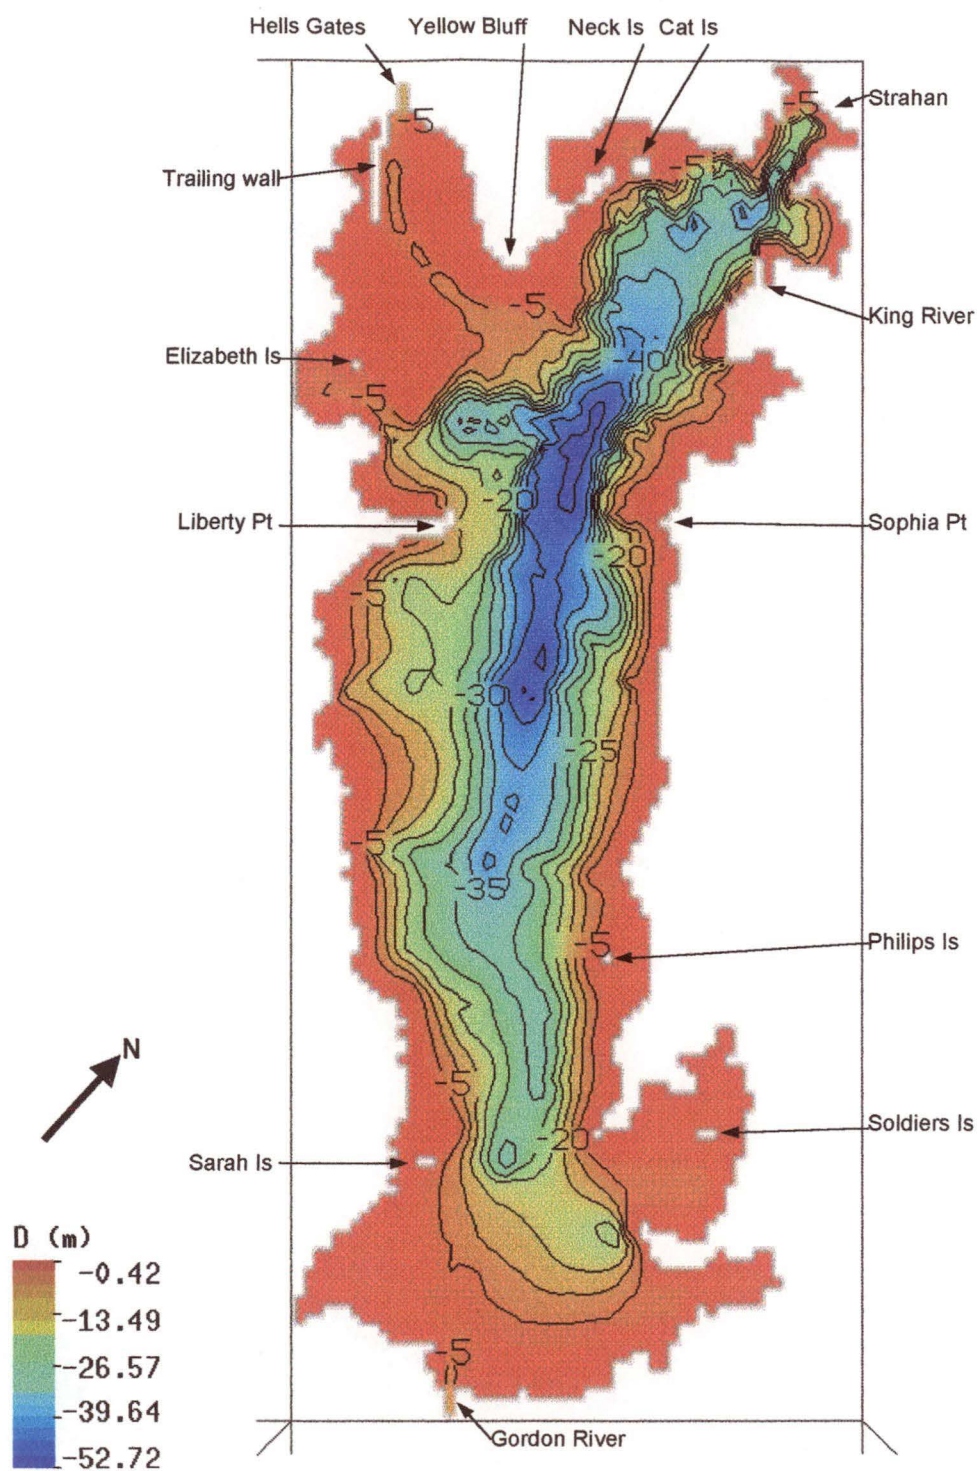 Hells Gates
Yellow Bluff
Neck Is
Cat Is
-5
-5
Strahan
Trailing wall
-5
-5
King River
Elizabeth Is
-40
-5
-20
Liberty Pt
Sophia Pt
-20
-5
-30
-25
-5
-35
-5
Philips Is
N
-5
-20
Soldiers Is
Sarah Is
D (m)
-0.42
-13.49
-26.57
-39.64
-52.72
-5
Gordon River